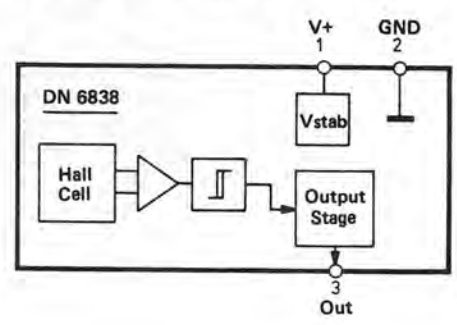 V+ GND
1 2
DN 6838
Vstab
Hall
Cell
Output
Stage
3
Out